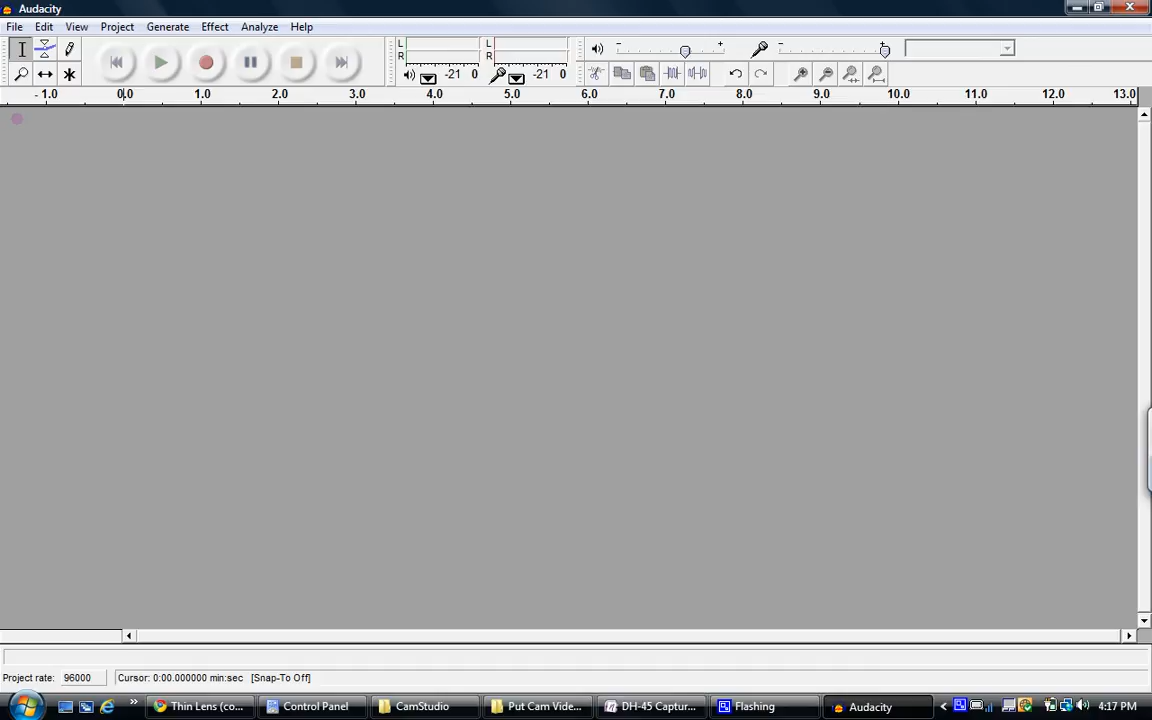 Audacity
File Edit View Project Generate Effect Analyze Help
L L
R R
-21 0 -21 0
- + - +
- 1.0 0.0 1.0 2.0 3.0 4.0 5.0 6.0 7.0 8.0 9.0 10.0 11.0 12.0 13.0
Project rate: 96000 Cursor: 0:00.000000 min:sec [Snap-To Off]
Thin Lens (co... Control Panel CamStudio Put Cam Vide... DH-45 Captur... Flashing Audacity 4:17 PM